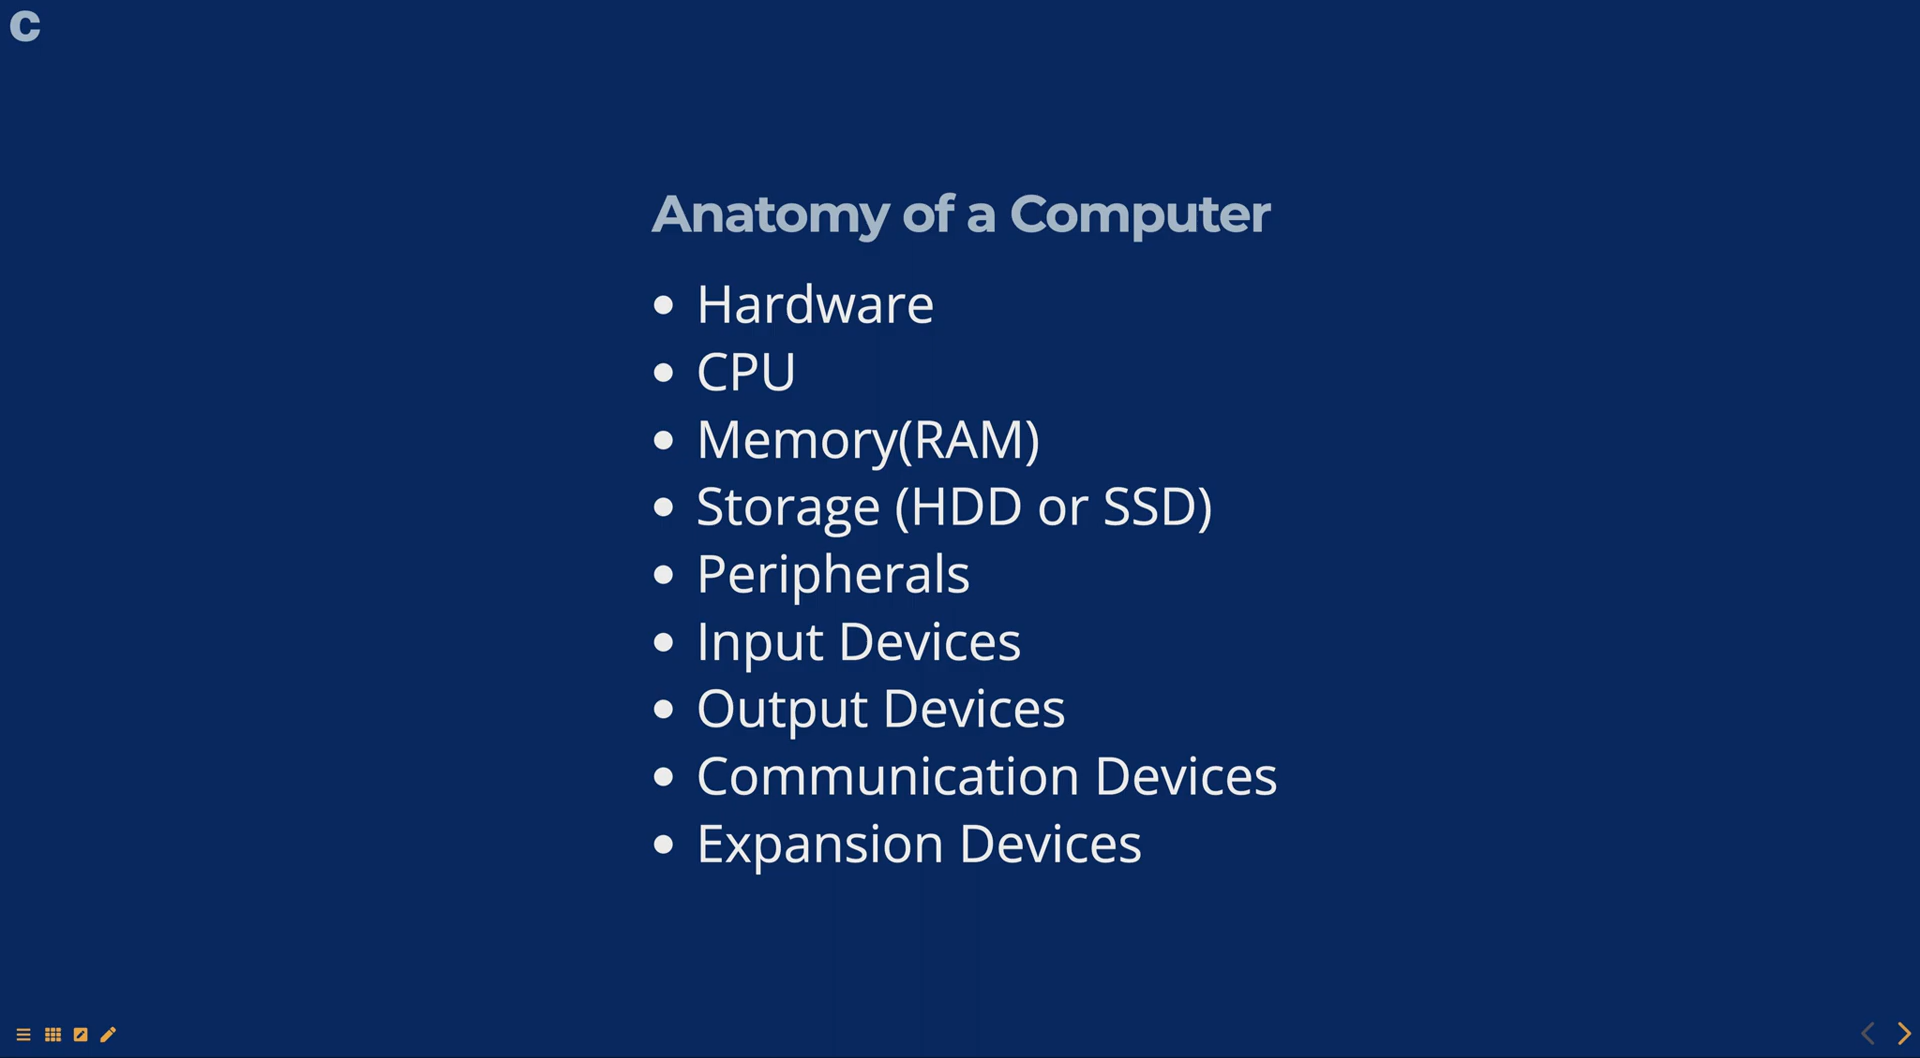 C
Anatomy of a Computer
Hardware
CPU
Memory(RAM)
Storage (HDD or SSD)
Peripherals
Input Devices
Output Devices
Communication Devices
Expansion Devices